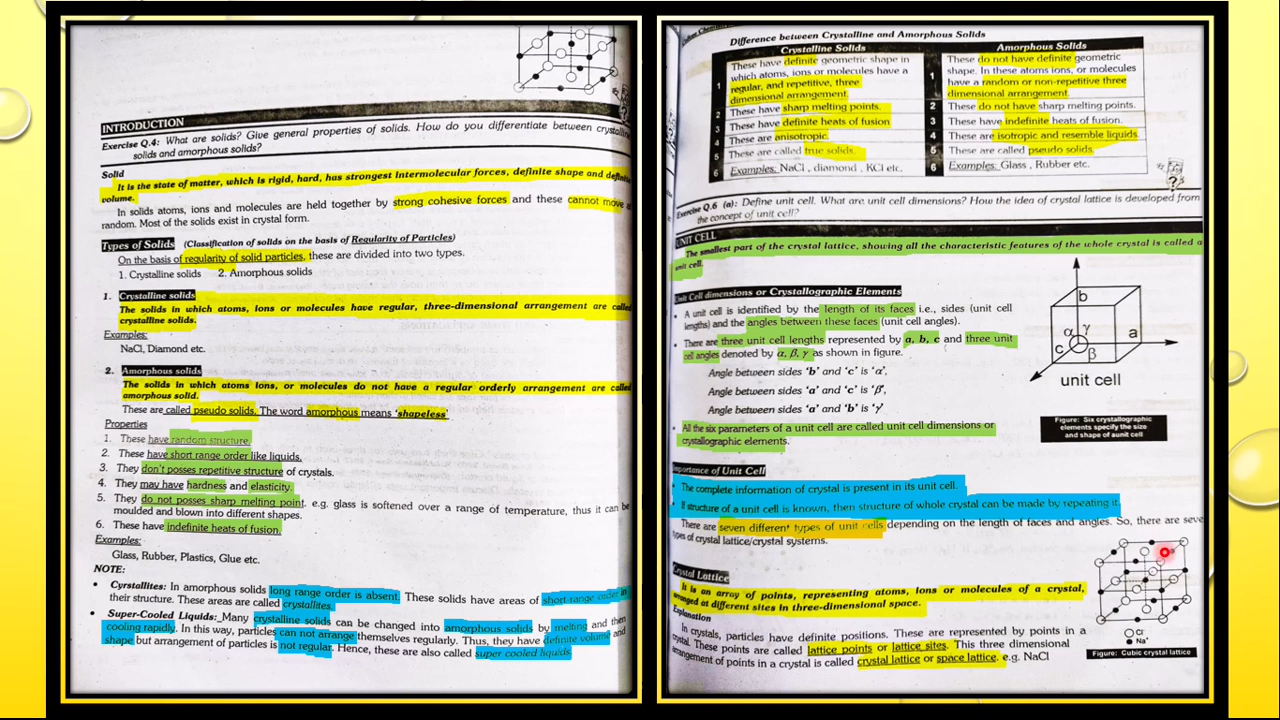 INTRODUCTION
Exercise Q.4: What are solids? Give general properties of solids. How do you differentiate between crystalline
solids and amorphous solids?
Solid
It is the state of matter, which is rigid, hard, has strongest intermolecular forces, definite shape and definite
volume.
In solids atoms, ions and molecules are held together by strong cohesive forces and these cannot move
random. Most of the solids exist in crystal form.
Types of Solids (Classification of solids on the basis of Regularity of Particles)
On the basis of regularity of solid particles, these are divided into two types.
1. Crystalline solids 2. Amorphous solids
1. Crystalline solids
The solids in which atoms, ions or molecules have regular, three-dimensional arrangement are called
crystalline solids.
Examples:
NaCl, Diamond etc.
2. Amorphous solids
The solids in which atoms ions, or molecules do not have a regular orderly arrangement are called
amorphous solid.
These are called pseudo solids. The word amorphous means 'shapeless'
Properties
1. These have random structure.
2. These have short range order like liquids.
3. They don't posses repetitive structure of crystals.
4. They may have hardness and elasticity.
5. They do not posses sharp melting point, e.g. glass is softened over a range of temperature, thus it can be
moulded and blown into different shapes.
6. These have indefinite heats of fusion.
Examples:
Glass, Rubber, Plastics, Glue etc.
NOTE:
• Cyrstallites: In amorphous solids long range order is absent. These solids have areas of short-range order in
their structure. These areas are called crystallites.
• Super-Cooled Liquids: Many crystalline solids can be changed into amorphous solids by melting and then
cooling rapidly. In this way, particles can not arrange themselves regularly. Thus, they have definite volume and
shape but arrangement of particles is not regular. Hence, these are also called super cooled liquids.
Difference between Crystalline and Amorphous Solids
Crystalline Solids
1 These have definite geometric shape in
which atoms, ions or molecules have a
regular, and repetitive, three
dimensional arrangement.
2 These have sharp melting points.
3 These have definite heats of fusion
4 These are anisotropic.
5 These are called true solids.
6 Examples: NaCl , diamond , KCl etc.
Amorphous Solids
1 These do not have definite geometric
shape. In these atoms ions, or molecules
have a random or non-repetitive three
dimensional arrangement.
2 These do not have sharp melting points.
3 These have indefinite heats of fusion.
4 These are isotropic and resemble liquids.
5 These are called pseudo solids.
6 Examples: Glass , Rubber etc.
?
Exercise Q.6 (a): Define unit cell. What are unit cell dimensions? How the idea of crystal lattice is developed from
the concept of unit cell?
UNIT CELL
The smallest part of the crystal lattice, showing all the characteristic features of the whole crystal is called a
unit cell.
Unit Cell dimensions or Crystallographic Elements
• A unit cell is identified by the length of its faces i.e., sides (unit cell
lengths) and the angles between these faces (unit cell angles).
• There are three unit cell lengths represented by a, b, c and three unit
cell angles denoted by α, β, γ as shown in figure.
Angle between sides 'b' and 'c' is 'α',
Angle between sides 'a' and 'c' is 'β',
Angle between sides 'a' and 'b' is 'γ'
• All the six parameters of a unit cell are called unit cell dimensions or
crystallographic elements.
b
α γ
a
c
β
unit cell
Figure: Six crystallographic
elements specify the size
and shape of aunit cell
Importance of Unit Cell
• The complete information of crystal is present in its unit cell.
• If structure of a unit cell is known, then structure of whole crystal can be made by repeating it.
There are seven different types of unit cells depending on the length of faces and angles. So, there are seve
types of crystal lattice/crystal systems.
Crystal Lattice
It is an array of points, representing atoms, ions or molecules of a crystal,
arranged at different sites in three-dimensional space.
Explanation
In crystals, particles have definite positions. These are represented by points in a
crystal. These points are called lattice points or lattice sites. This three dimensional
arrangement of points in a crystal is called crystal lattice or space lattice. e.g. NaCl
Cl⁻
Na⁺
Figure: Cubic crystal lattice